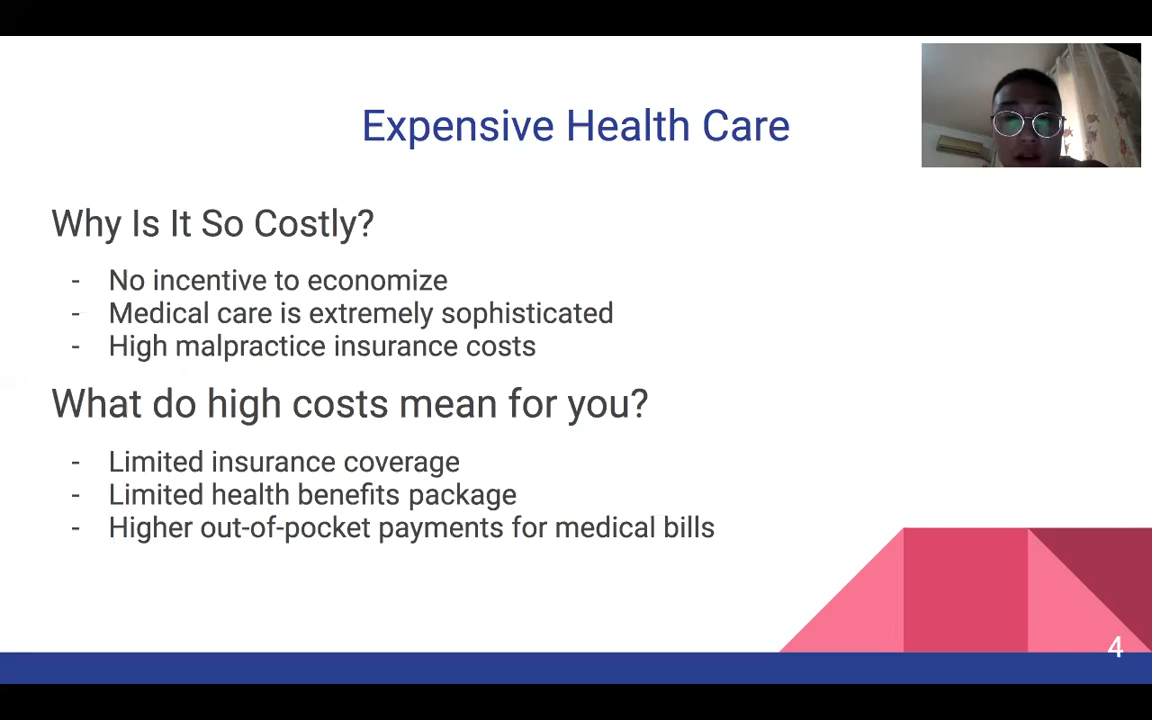 Expensive Health Care
Why Is It So Costly?
- No incentive to economize
- Medical care is extremely sophisticated
- High malpractice insurance costs
What do high costs mean for you?
- Limited insurance coverage
- Limited health benefits package
- Higher out-of-pocket payments for medical bills
4